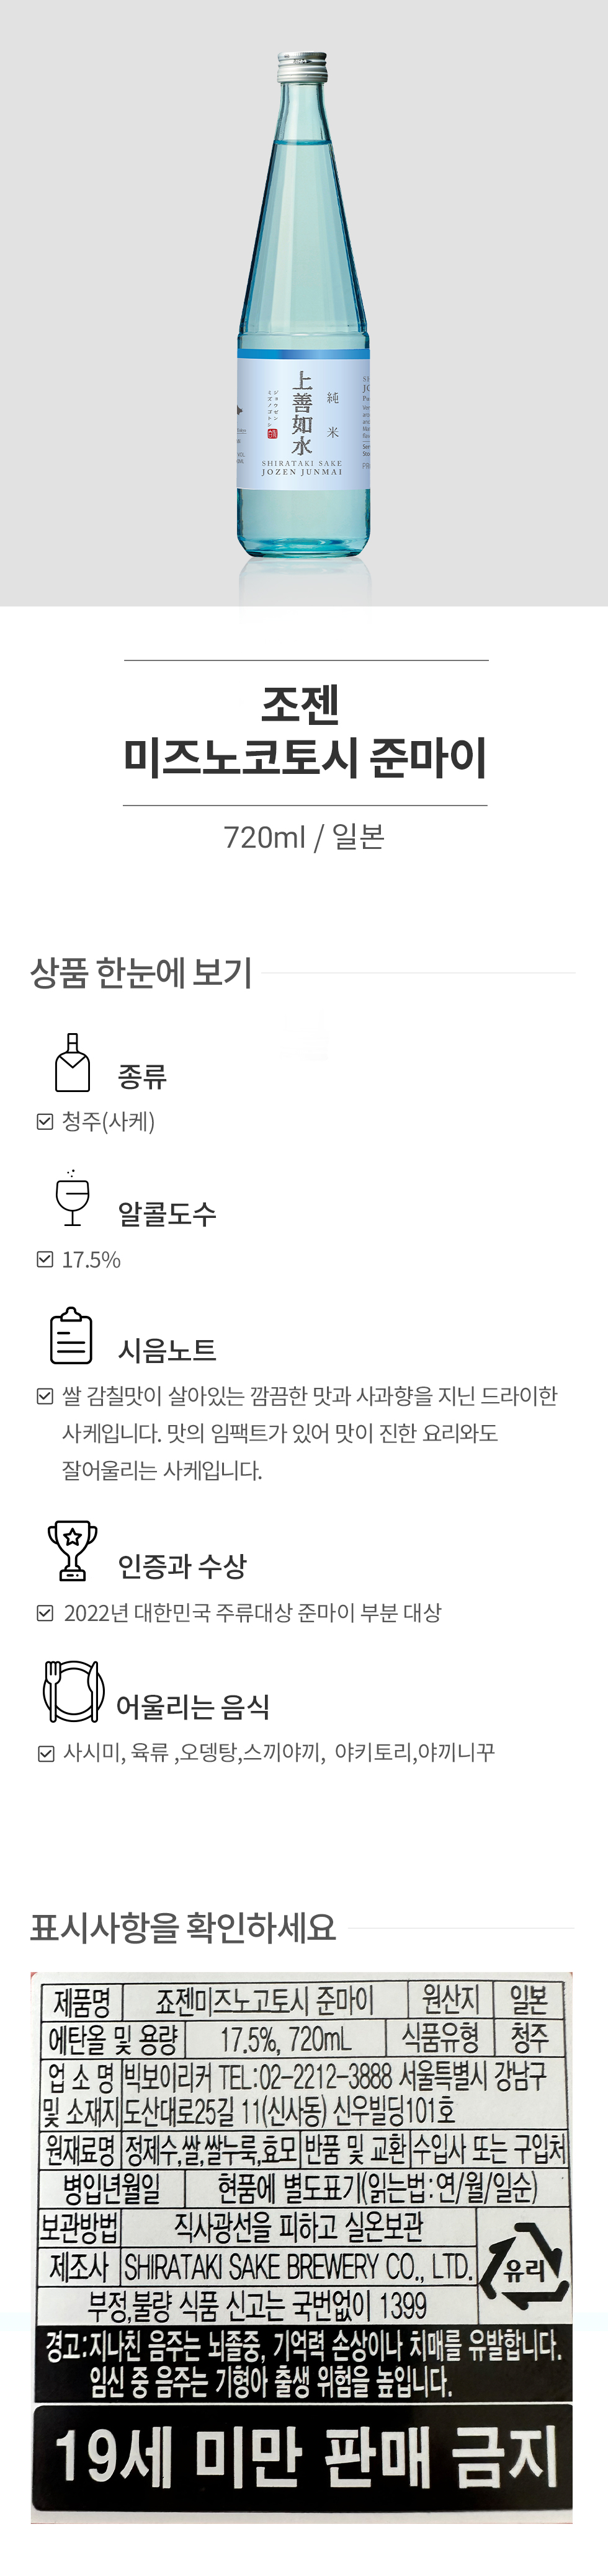 上善如水
純米
ジョウゼン
ミズノゴトシ
SHIRATAKI SAKE
JOZEN JUNMAI
조젠
미즈노코토시 준마이
720ml / 일본
상품 한눈에 보기
종류
청주(사케)
알콜도수
17.5%
시음노트
쌀 감칠맛이 살아있는 깜끔한 맛과 사과향을 지닌 드라이한
사케입니다. 맛의 임팩트가 있어 맛이 진한 요리와도
잘어울리는 사케입니다.
인증과 수상
2022년 대한민국 주류대상 준마이 부분 대상
어울리는 음식
사시미, 육류 ,오뎅탕,스끼야끼, 야키토리,야끼니꾸
표시사항을 확인하세요
제품명 죠젠미즈노고토시 준마이 원산지 일본
에탄올 및 용량 17.5%, 720mL 식품유형 청주
업 소 명 빅보이리커 TEL:02-2212-3888 서울특별시 강남구
및 소재지 도산대로25길 11(신사동) 신우빌딩101호
원재료명 정제수,쌀,쌀누룩,효모 반품 및 교환 수입사 또는 구입처
병입년월일 현품에 별도표기(읽는법:연/월/일순)
보관방법 직사광선을 피하고 실온보관
제조사 SHIRATAKI SAKE BREWERY CO., LTD.
유리
부정,불량 식품 신고는 국번없이 1399
경고:지나친 음주는 뇌졸중, 기억력 손상이나 치매를 유발합니다.
임신 중 음주는 기형아 출생 위험을 높입니다.
19세 미만 판매 금지